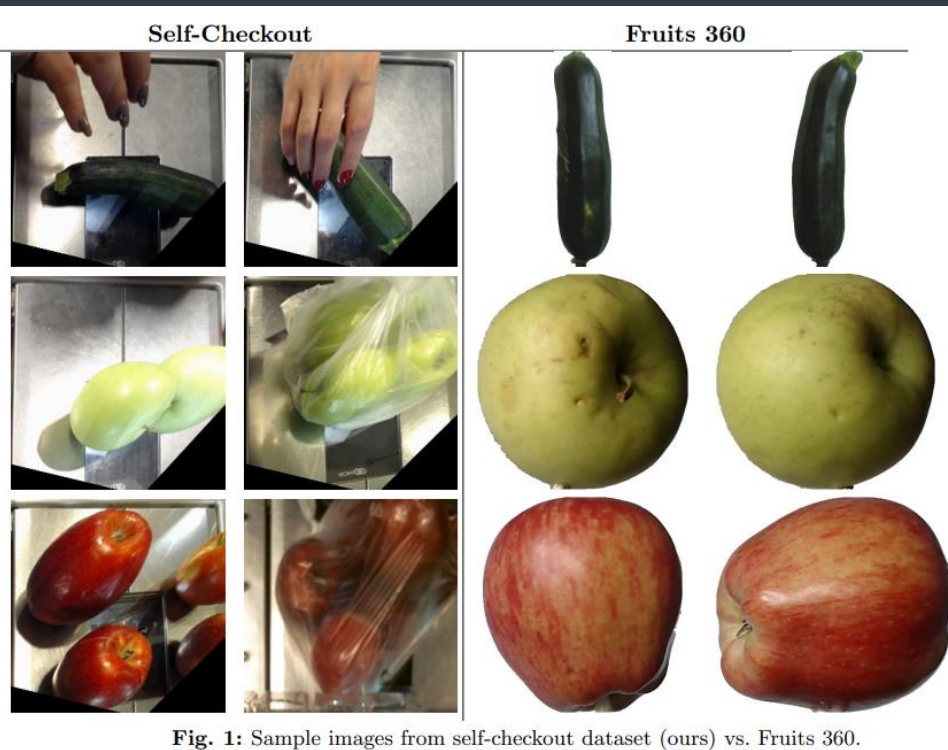 Self-Checkout
Fruits 360
Fig. 1: Sample images from self-checkout dataset (ours) vs. Fruits 360.